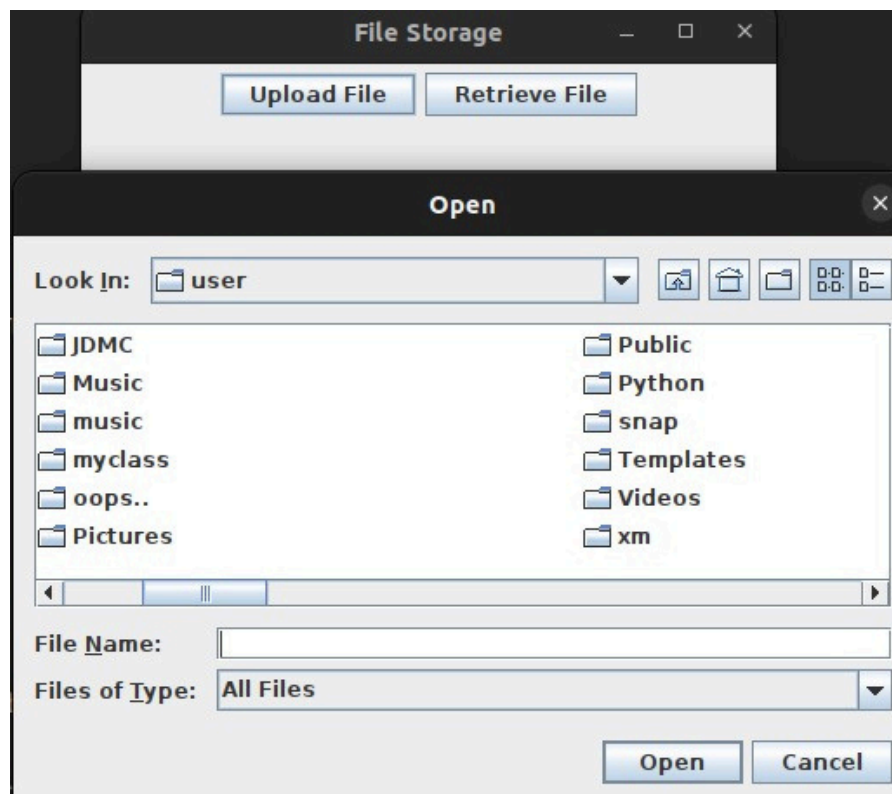 File Storage
Upload File Retrieve File
Open
Look In: user
JDMC Public
Music Python
music snap
myclass Templates
oops.. Videos
Pictures xm
File Name:
Files of Type: All Files
Open Cancel